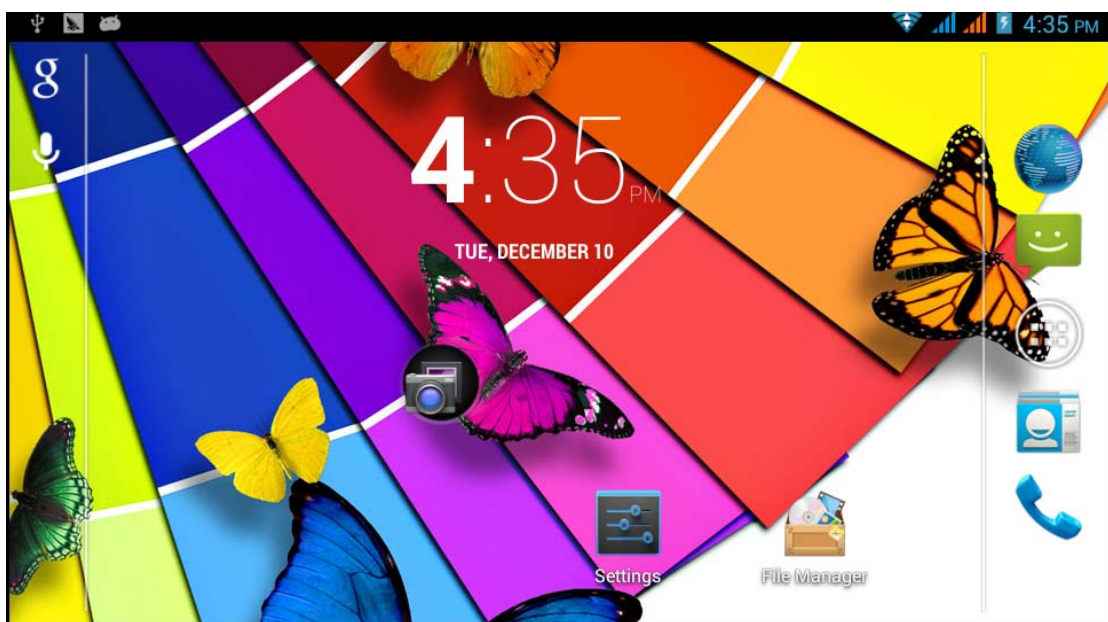 4:35 PM
g
4:35 PM
TUE, DECEMBER 10
Settings
File Manager